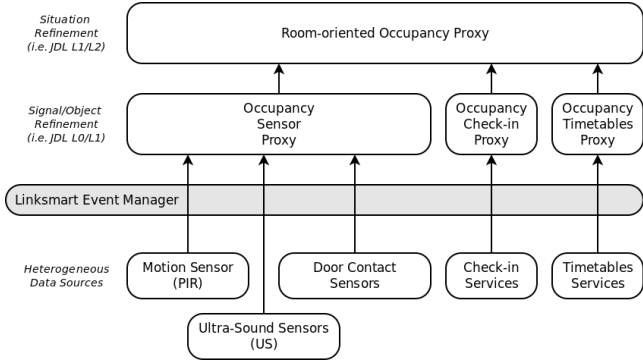 Situation
Refinement
(i.e. JDL L1/L2)
Room-oriented Occupancy Proxy
Signal/Object
Refinement
(i.e. JDL L0/L1)
Occupancy
Sensor
Proxy
Occupancy
Check-in
Proxy
Occupancy
Timetables
Proxy
Linksmart Event Manager
Heterogeneous
Data Sources
Motion Sensor
(PIR)
Door Contact
Sensors
Check-in
Services
Timetables
Services
Ultra-Sound Sensors
(US)